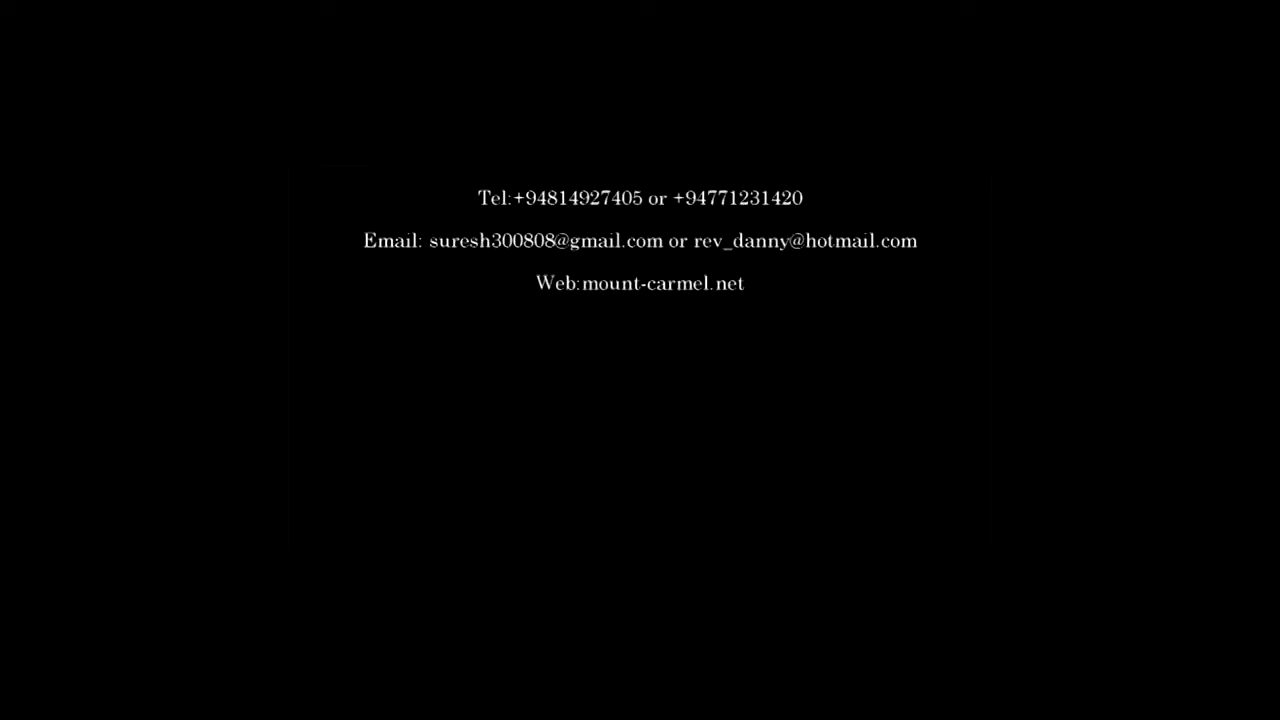 Tel:+94814927405 or +94771231420
Email: suresh300808@gmail.com or rev_danny@hotmail.com
Web:mount-carmel.net